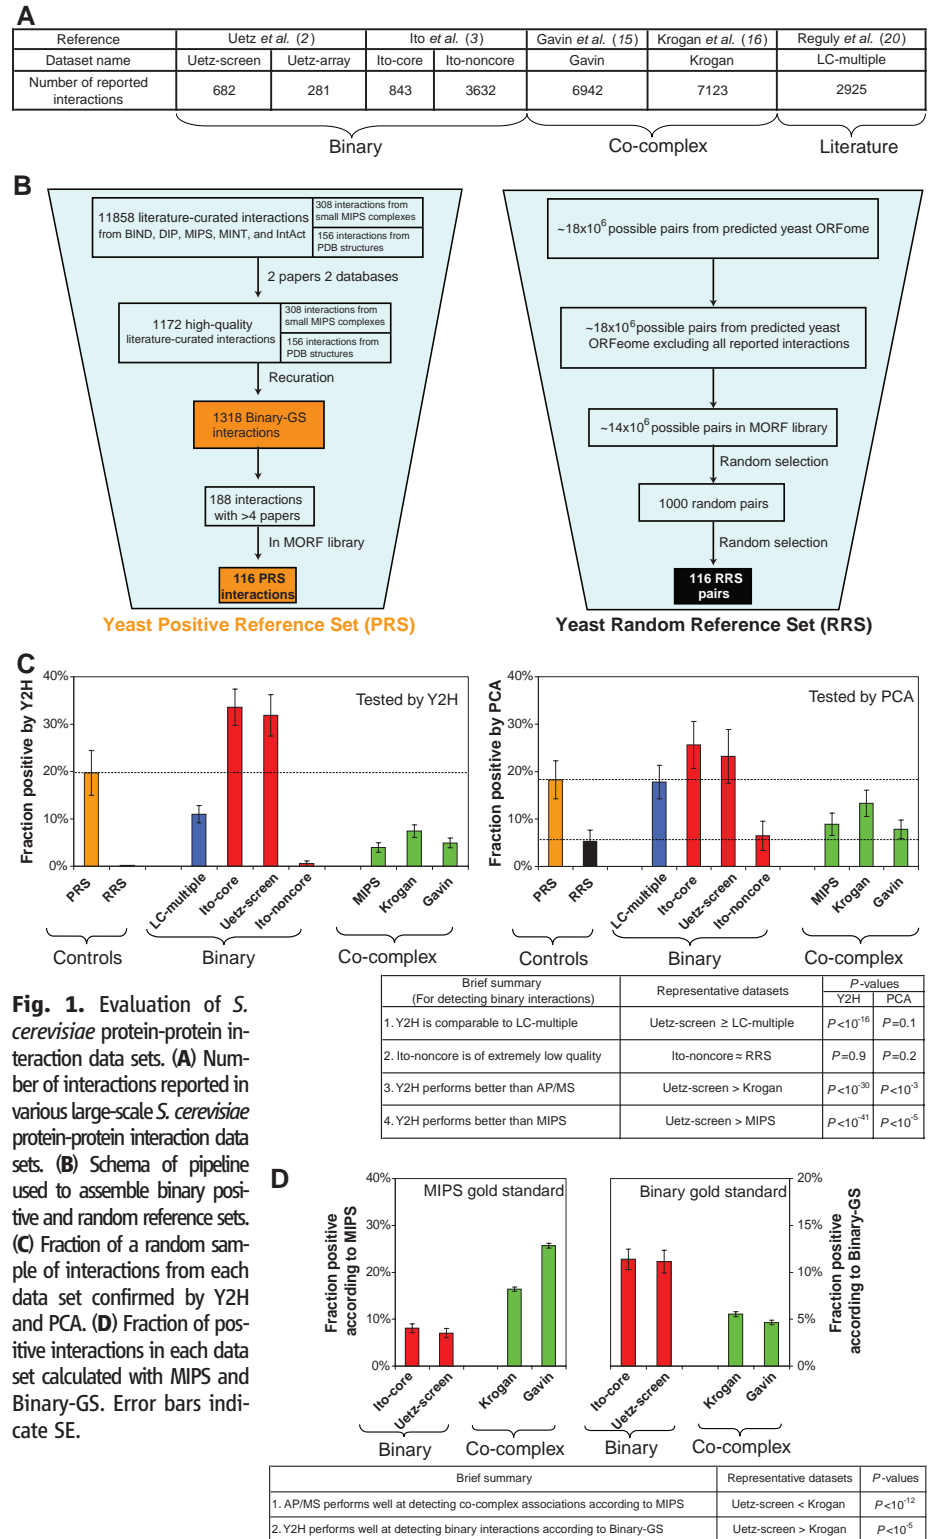 A
Reference Uetz et al. (2) Ito et al. (3) Gavin et al. (15) Krogan et al. (16) Reguly et al. (20)
Dataset name Uetz-screen Uetz-array Ito-core Ito-noncore Gavin Krogan LC-multiple
Number of reported interactions 682 281 843 3632 6942 7123 2925
Binary Co-complex Literature
B
11858 literature-curated interactions
from BIND, DIP, MIPS, MINT, and IntAct
308 interactions from
small MIPS complexes
156 interactions from
PDB structures
2 papers 2 databases
1172 high-quality
literature-curated interactions
308 interactions from
small MIPS complexes
156 interactions from
PDB structures
Recuration
1318 Binary-GS
interactions
188 interactions
with >4 papers
In MORF library
116 PRS
interactions
Yeast Positive Reference Set (PRS)
~18x10^6 possible pairs from predicted yeast ORFome
~18x10^6 possible pairs from predicted yeast
ORFeome excluding all reported interactions
~14x10^6 possible pairs in MORF library
Random selection
1000 random pairs
Random selection
116 RRS
pairs
Yeast Random Reference Set (RRS)
C
Fraction positive by Y2H
40%
30%
20%
10%
0%
Tested by Y2H
PRS RRS LC-multiple Ito-core Uetz-screen Ito-noncore MIPS Krogan Gavin
Controls Binary Co-complex
Fraction positive by PCA
40%
30%
20%
10%
0%
Tested by PCA
PRS RRS LC-multiple Ito-core Uetz-screen Ito-noncore MIPS Krogan Gavin
Controls Binary Co-complex
Brief summary
(For detecting binary interactions)
Representative datasets
P-values
Y2H PCA
1. Y2H is comparable to LC-multiple Uetz-screen ≥ LC-multiple P<10^-16 P=0.1
2. Ito-noncore is of extremely low quality Ito-noncore ≈ RRS P=0.9 P=0.2
3. Y2H performs better than AP/MS Uetz-screen > Krogan P<10^-30 P<10^-3
4. Y2H performs better than MIPS Uetz-screen > MIPS P<10^-41 P<10^-5
Fig. 1. Evaluation of S.
cerevisiae protein-protein in-
teraction data sets. (A) Num-
ber of interactions reported in
various large-scale S. cerevisiae
protein-protein interaction data
sets. (B) Schema of pipeline
used to assemble binary posi-
tive and random reference sets.
(C) Fraction of a random sam-
ple of interactions from each
data set confirmed by Y2H
and PCA. (D) Fraction of pos-
itive interactions in each data
set calculated with MIPS and
Binary-GS. Error bars indi-
cate SE.
D
Fraction positive
according to MIPS
40%
30%
20%
10%
0%
MIPS gold standard
Ito-core Uetz-screen Krogan Gavin
Binary Co-complex
Binary gold standard
20%
15%
10%
5%
0%
Fraction positive
according to Binary-GS
Ito-core Uetz-screen Krogan Gavin
Binary Co-complex
Brief summary Representative datasets P-values
1. AP/MS performs well at detecting co-complex associations according to MIPS Uetz-screen < Krogan P<10^-12
2. Y2H performs well at detecting binary interactions according to Binary-GS Uetz-screen > Krogan P<10^-5